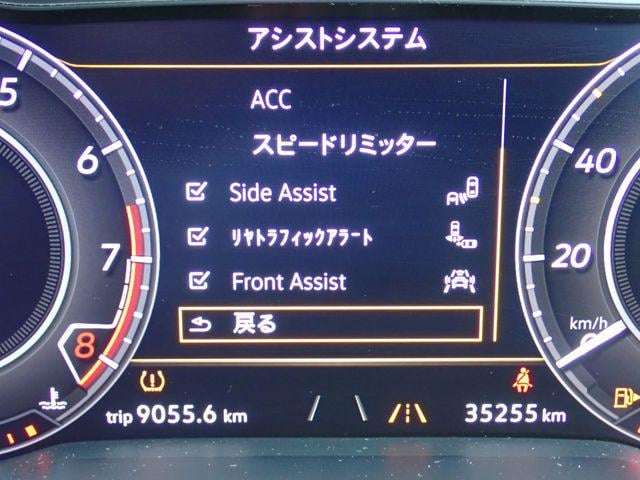 アシストシステム
ACC
スピードリミッター
Side Assist
ﾘﾔﾄﾗﾌｨｯｸｱﾗｰﾄ
Front Assist
戻る
5
6
7
8
40
20
km/h
trip 9055.6 km
35255 km